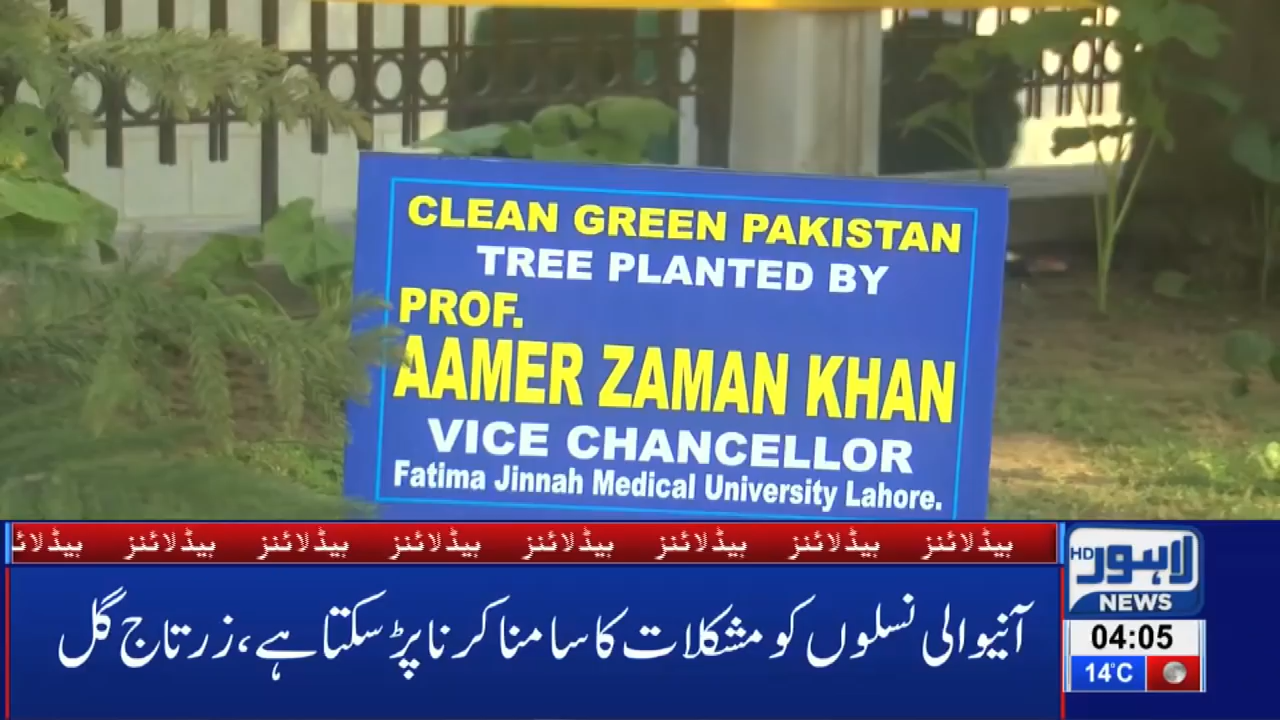 CLEAN GREEN PAKISTAN
TREE PLANTED BY
PROF.
AAMER ZAMAN KHAN
VICE CHANCELLOR
Fatima Jinnah Medical University Lahore.
ہیڈلائنز ہیڈلائنز ہیڈلائنز ہیڈلائنز ہیڈلائنز ہیڈلائنز ہیڈلائنز ہیڈلائنز
آنیوالی نسلوں کو مشکلات کا سامنا کرنا پڑ سکتا ہے، زرتاج گل
لاہور HD
NEWS
04:05
14°C